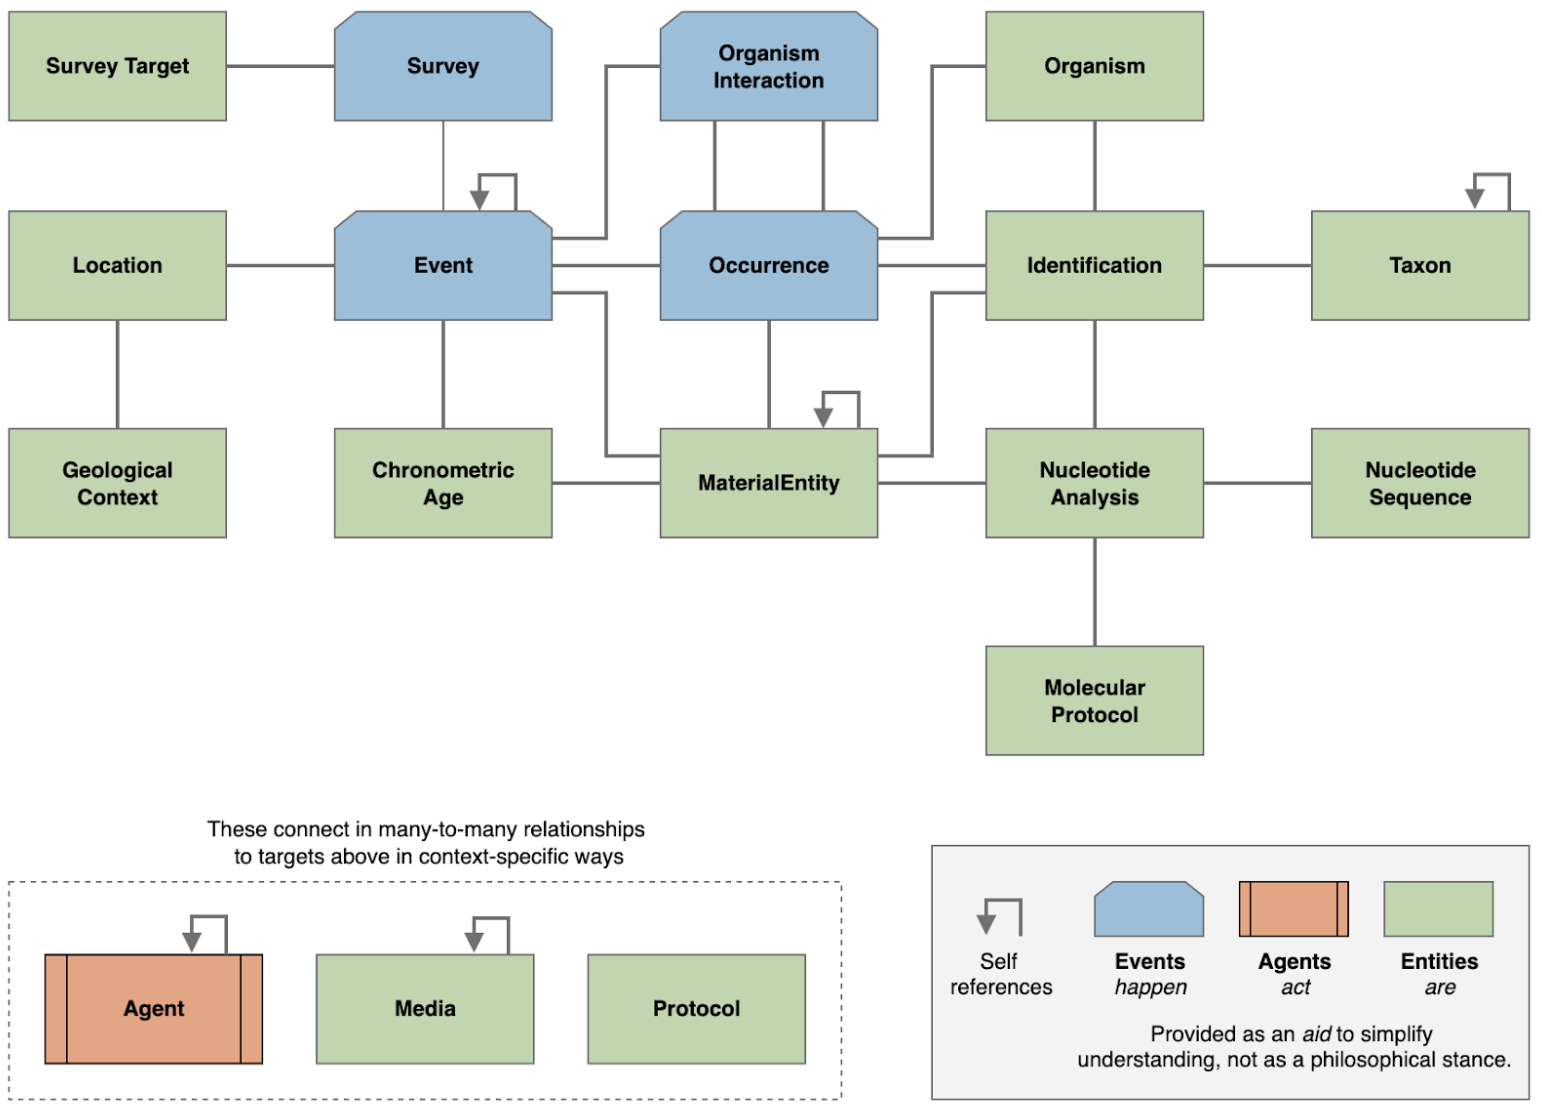 Survey Target
Survey
Organism
Interaction
Organism
Location
Event
Occurrence
Identification
Taxon
Geological
Context
Chronometric
Age
MaterialEntity
Nucleotide
Analysis
Nucleotide
Sequence
Molecular
Protocol
These connect in many-to-many relationships
to targets above in context-specific ways
Agent
Media
Protocol
Self
references
Events
happen
Agents
act
Entities
are
Provided as an aid to simplify
understanding, not as a philosophical stance.